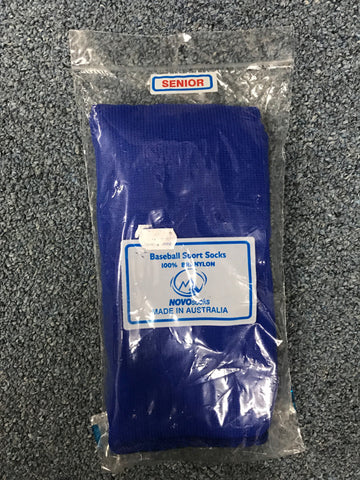 SENIOR
Baseball Sport Socks
100% NYLON
NOVOsocks
MADE IN AUSTRALIA